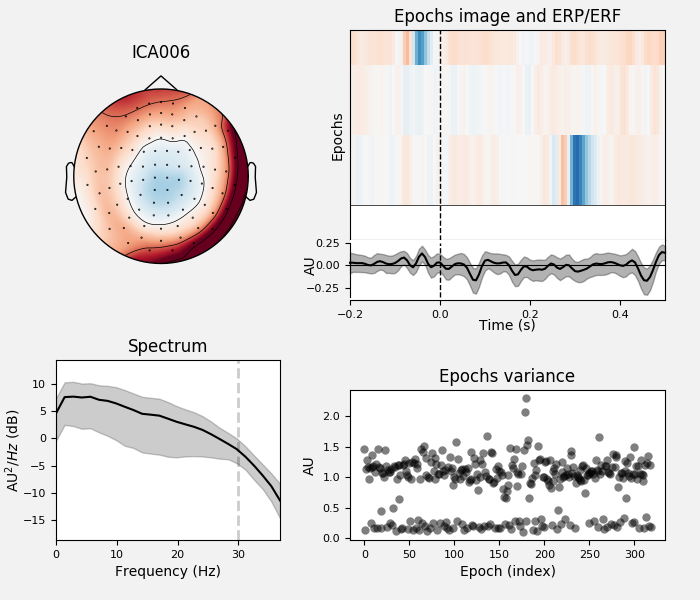 ICA006
Epochs image and ERP/ERF
Epochs
0.25
0.00
−0.25
AU
−0.2
0.0
0.2
0.4
Time (s)
Spectrum
10
5
0
−5
−10
−15
AU²/Hz (dB)
0
10
20
30
Frequency (Hz)
Epochs variance
2.0
1.5
1.0
0.5
0.0
AU
0
50
100
150
200
250
300
Epoch (index)